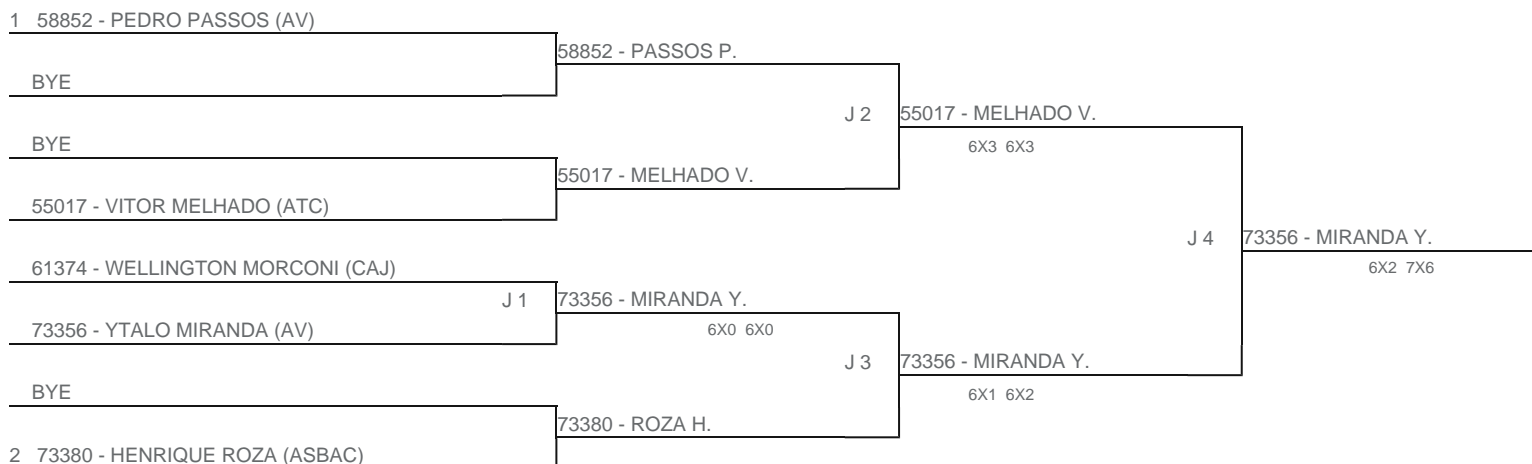 1 58852 - PEDRO PASSOS (AV)
58852 - PASSOS P.
BYE
J 2 55017 - MELHADO V.
BYE
6X3 6X3
55017 - MELHADO V.
55017 - VITOR MELHADO (ATC)
J 4 73356 - MIRANDA Y.
61374 - WELLINGTON MORCONI (CAJ)
6X2 7X6
J 1 73356 - MIRANDA Y.
73356 - YTALO MIRANDA (AV)
6X0 6X0
J 3 73356 - MIRANDA Y.
BYE
6X1 6X2
73380 - ROZA H.
2 73380 - HENRIQUE ROZA (ASBAC)